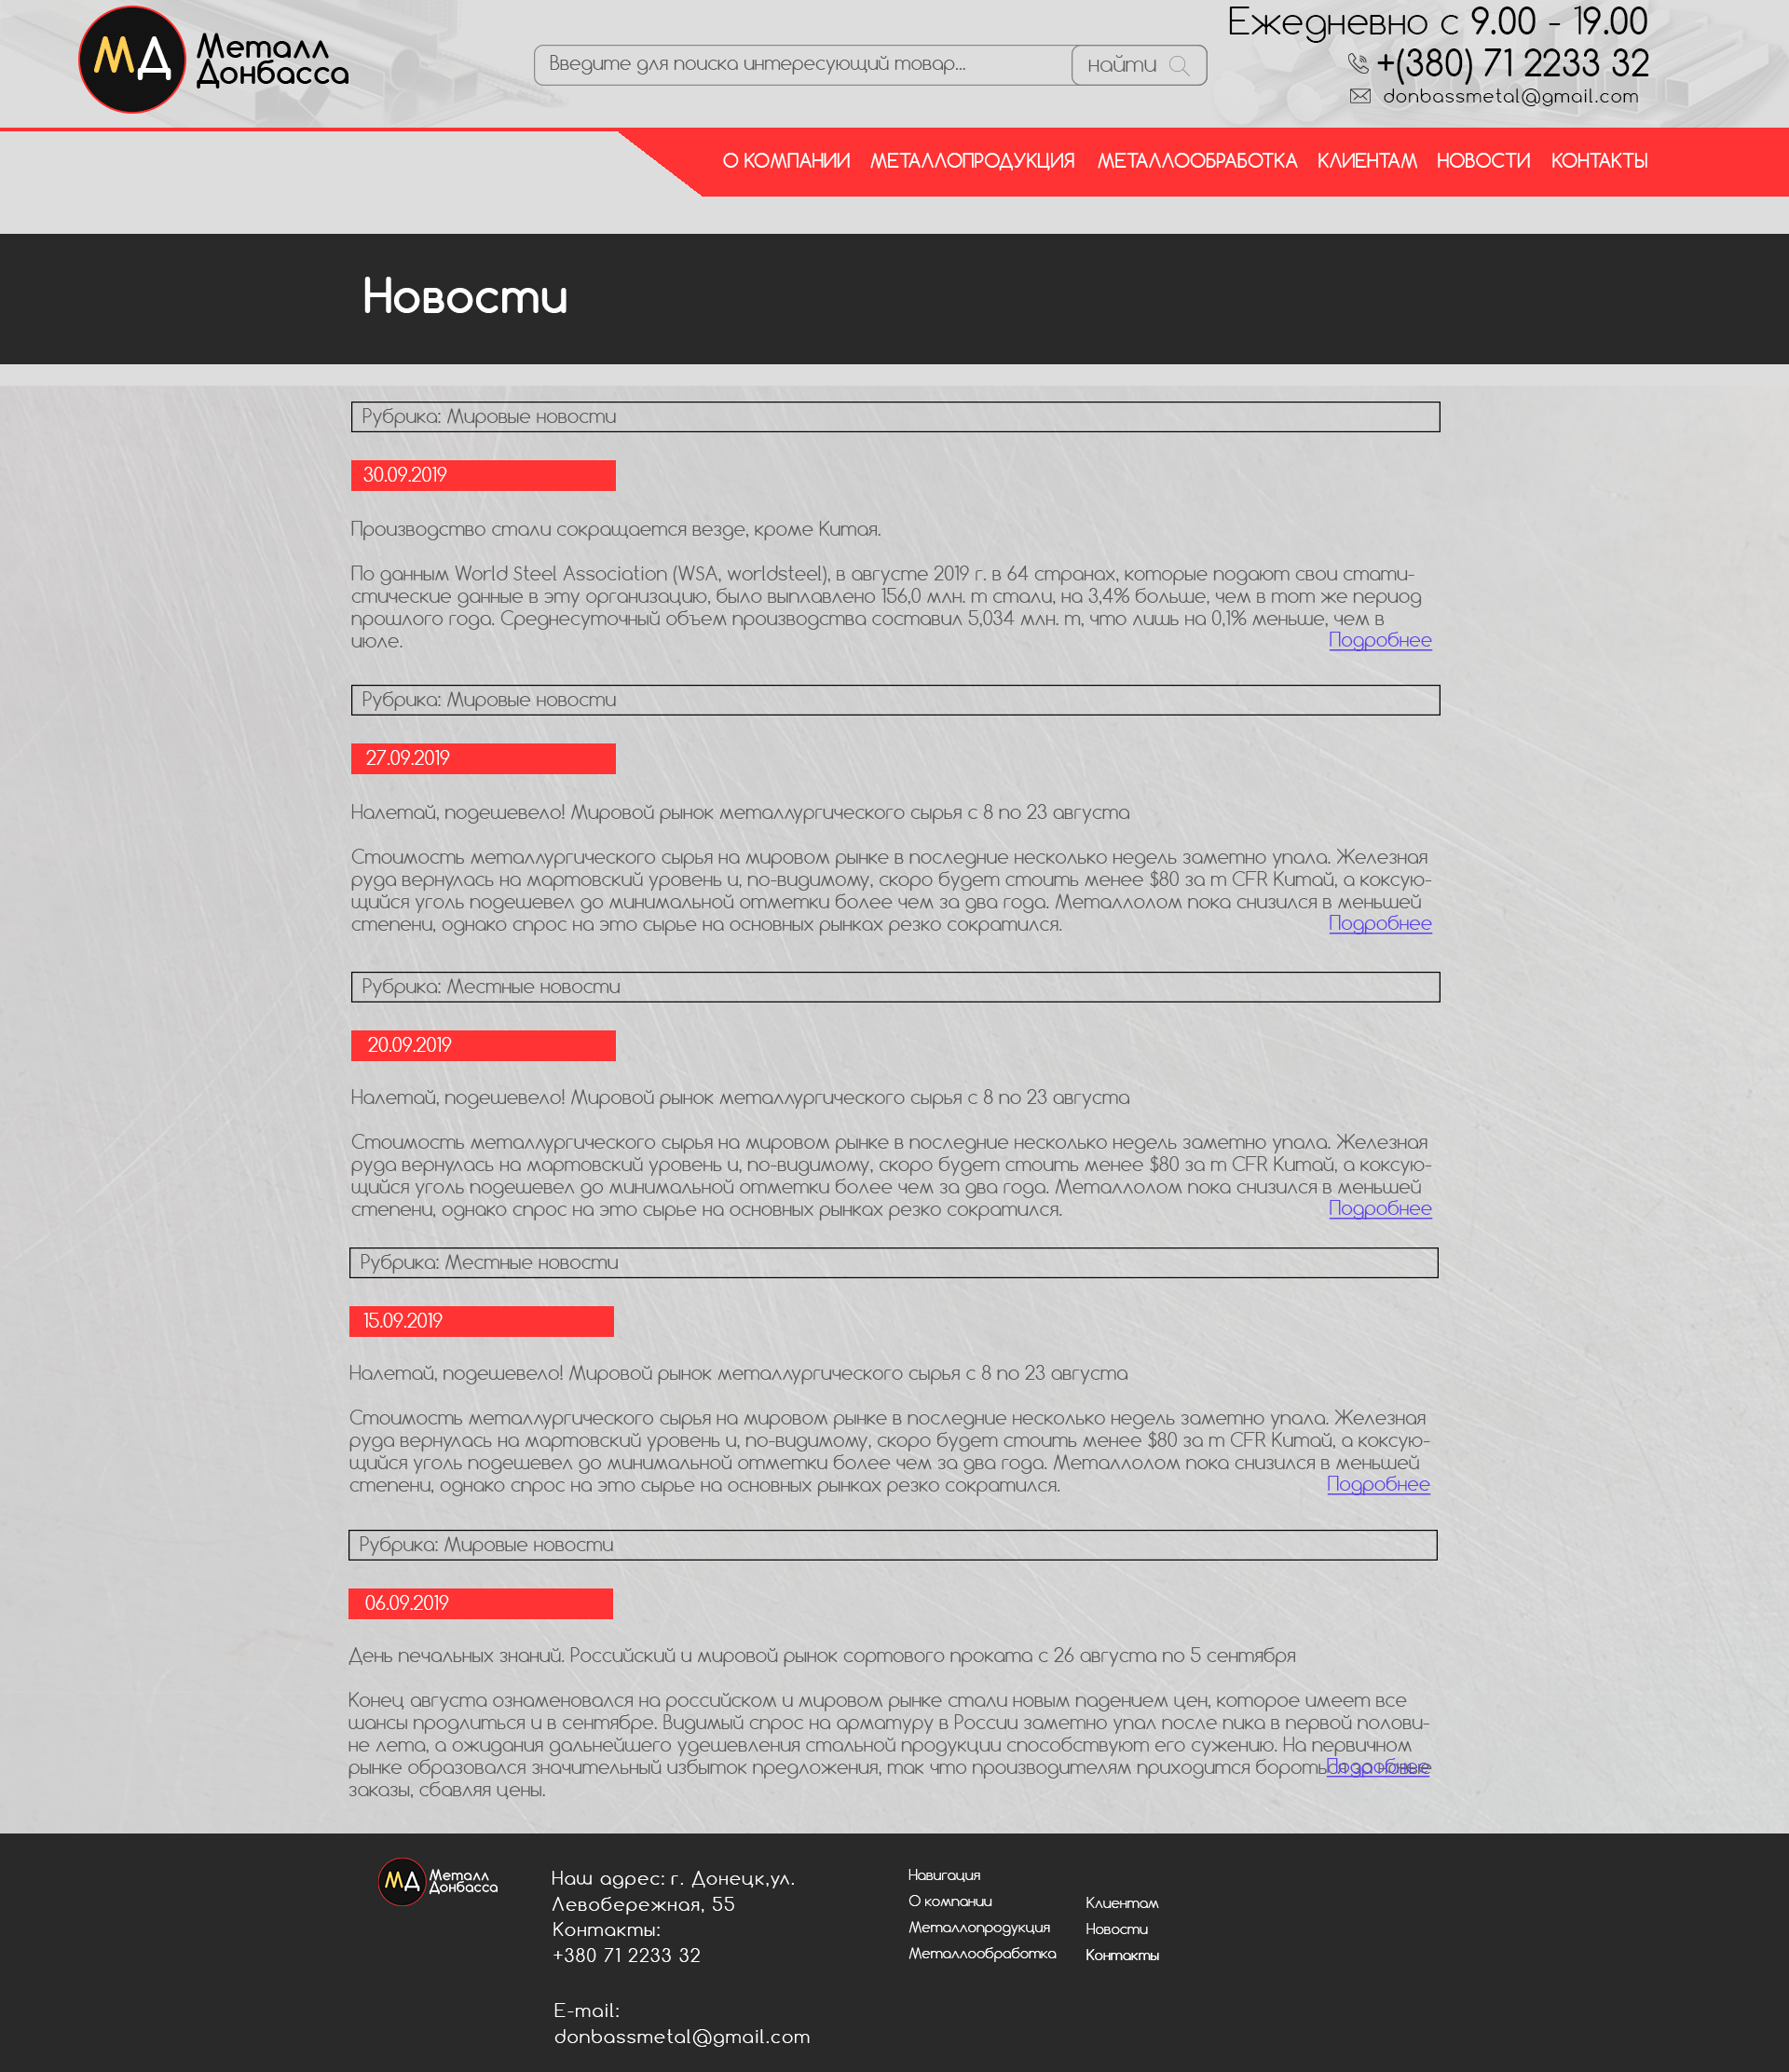 МД Металл
Донбасса
Введите для поиска интересующий товар...
найти
Ежедневно с 9.00 - 19.00
+(380) 71 2233 32
donbassmetal@gmail.com
О КОМПАНИИ МЕТАЛЛОПРОДУКЦИЯ МЕТАЛЛООБРАБОТКА КЛИЕНТАМ НОВОСТИ КОНТАКТЫ
Новости
Рубрика: Мировые новости
30.09.2019
Производство стали сокращается везде, кроме Китая.
По данным World Steel Association (WSA, worldsteel), в августе 2019 г. в 64 странах, которые подают свои стати-
стические данные в эту организацию, было выплавлено 156,0 млн. т стали, на 3,4% больше, чем в том же период
прошлого года. Среднесуточный объем производства составил 5,034 млн. т, что лишь на 0,1% меньше, чем в
июле.
Подробнее
Рубрика: Мировые новости
27.09.2019
Налетай, подешевело! Мировой рынок металлургического сырья с 8 по 23 августа
Стоимость металлургического сырья на мировом рынке в последние несколько недель заметно упала. Железная
руда вернулась на мартовский уровень и, по-видимому, скоро будет стоить менее $80 за т CFR Китай, а коксую-
щийся уголь подешевел до минимальной отметки более чем за два года. Металлолом пока снизился в меньшей
степени, однако спрос на это сырье на основных рынках резко сократился.
Подробнее
Рубрика: Местные новости
20.09.2019
Налетай, подешевело! Мировой рынок металлургического сырья с 8 по 23 августа
Стоимость металлургического сырья на мировом рынке в последние несколько недель заметно упала. Железная
руда вернулась на мартовский уровень и, по-видимому, скоро будет стоить менее $80 за т CFR Китай, а коксую-
щийся уголь подешевел до минимальной отметки более чем за два года. Металлолом пока снизился в меньшей
степени, однако спрос на это сырье на основных рынках резко сократился.
Подробнее
Рубрика: Местные новости
15.09.2019
Налетай, подешевело! Мировой рынок металлургического сырья с 8 по 23 августа
Стоимость металлургического сырья на мировом рынке в последние несколько недель заметно упала. Железная
руда вернулась на мартовский уровень и, по-видимому, скоро будет стоить менее $80 за т CFR Китай, а коксую-
щийся уголь подешевел до минимальной отметки более чем за два года. Металлолом пока снизился в меньшей
степени, однако спрос на это сырье на основных рынках резко сократился.
Подробнее
Рубрика: Мировые новости
06.09.2019
День печальных знаний. Российский и мировой рынок сортового проката с 26 августа по 5 сентября
Конец августа ознаменовался на российском и мировом рынке стали новым падением цен, которое имеет все
шансы продлиться и в сентябре. Видимый спрос на арматуру в России заметно упал после пика в первой полови-
не лета, а ожидания дальнейшего удешевления стальной продукции способствуют его сужению. На первичном
рынке образовался значительный избыток предложения, так что производителям приходится бороться за новые
заказы, сбавляя цены.
Подробнее
МД Металл
Донбасса
Наш адрес: г. Донецк,ул.
Левобережная, 55
Контакты:
+380 71 2233 32
E-mail:
donbassmetal@gmail.com
Навигация
О компании
Металлопродукция
Металлообработка
Клиентам
Новости
Контакты